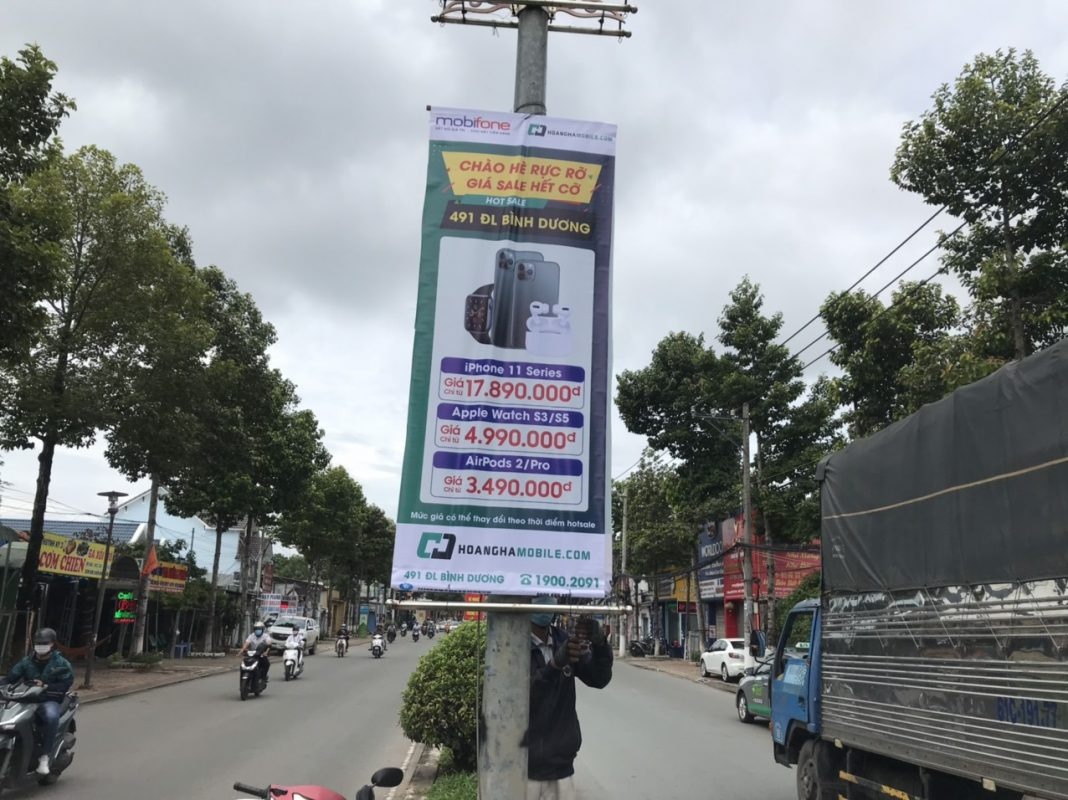 mobifone
HOANGHAMOBILE.COM
CHÀO HÈ RỰC RỠ
GIÁ SALE HẾT CỠ
HOT SALE
491 ĐL BÌNH DƯƠNG
iPhone 11 Series
Giá
Chỉ từ
17.890.000đ
Apple Watch S3/S5
Giá
Chỉ từ
4.990.000đ
AirPods 2/Pro
Giá
Chỉ từ
3.490.000đ
Mức giá có thể thay đổi theo thời điểm hotsale
HOANGHAMOBILE.COM
491 ĐL BÌNH DƯƠNG
1900.2091
CƠM CHIÊN